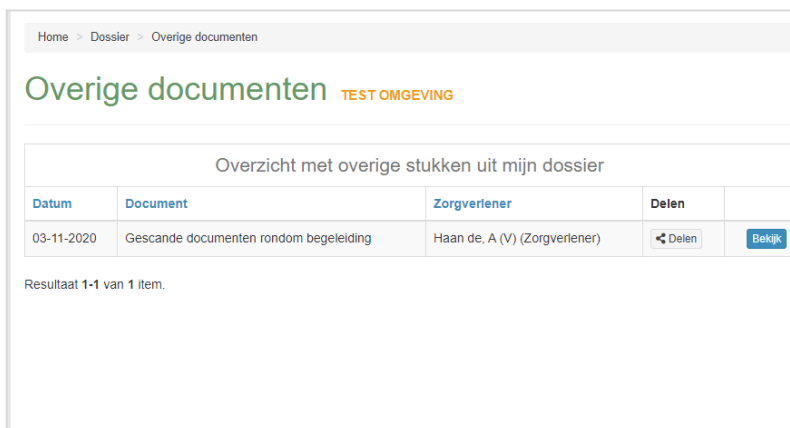 Home > Dossier > Overige documenten
Overige documenten TEST OMGEVING
Overzicht met overige stukken uit mijn dossier
Datum Document Zorgverlener Delen
03-11-2020 Gescande documenten rondom begeleiding Haan de, A (V) (Zorgverlener) Delen Bekijk
Resultaat 1-1 van 1 item.